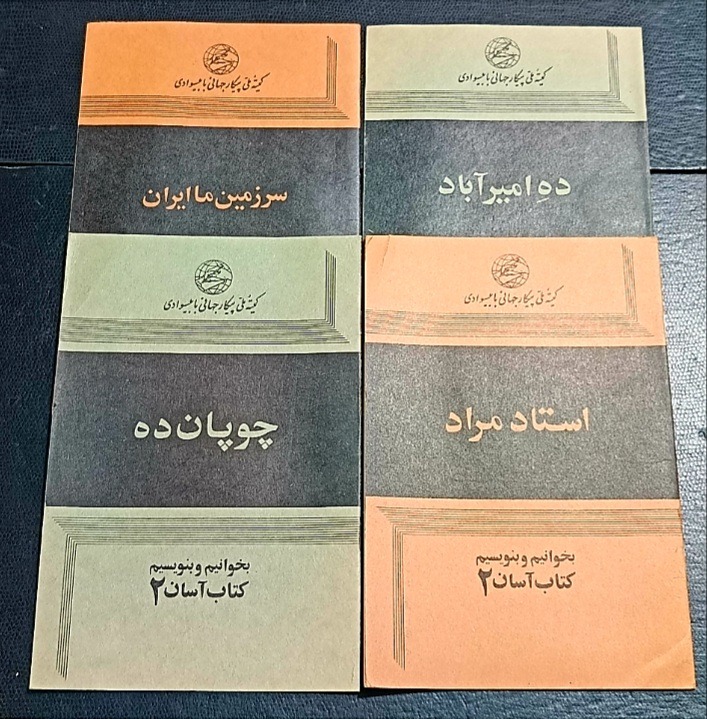 کمیتهٔ ملی پیکار جهانی با بیسوادی
ده امیرآباد
کمیتهٔ ملی پیکار جهانی با بیسوادی
سرزمین ما ایران
کمیتهٔ ملی پیکار جهانی با بیسوادی
استاد مراد
بخوانیم و بنویسیم
کتاب آسان ۲
کمیتهٔ ملی پیکار جهانی با بیسوادی
چوپان ده
بخوانیم و بنویسیم
کتاب آسان ۲